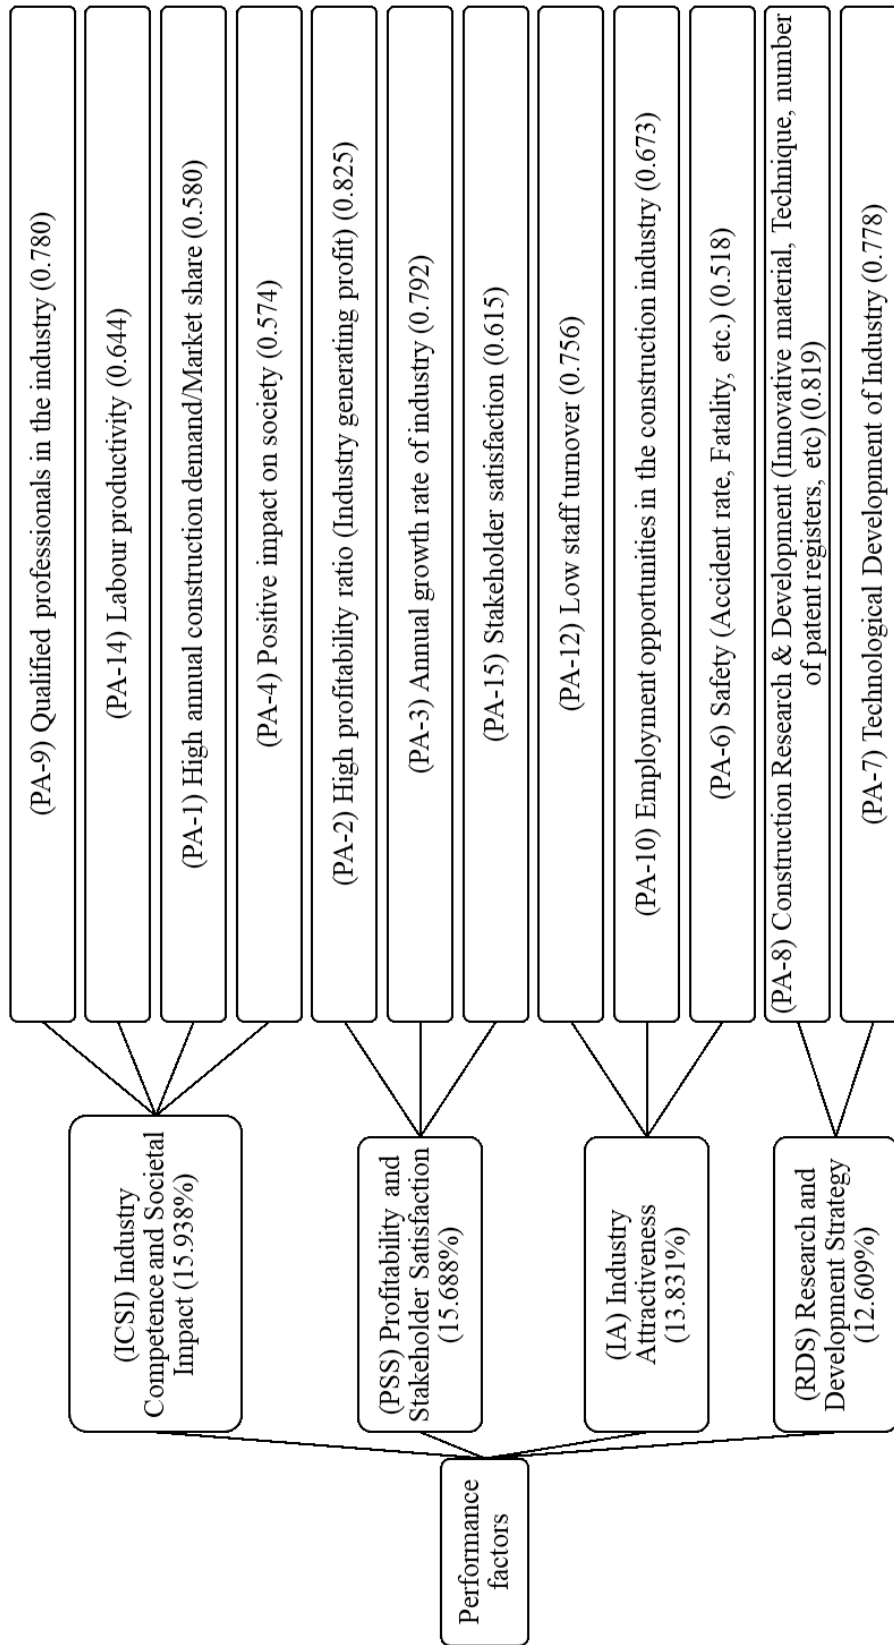 Performance
factors
(ICSI) Industry
Competence and Societal
Impact (15.938%)
(PSS) Profitability and
Stakeholder Satisfaction
(15.688%)
(IA) Industry
Attractiveness
(13.831%)
(RDS) Research and
Development Strategy
(12.609%)
(PA-9) Qualified professionals in the industry (0.780)
(PA-14) Labour productivity (0.644)
(PA-1) High annual construction demand/Market share (0.580)
(PA-4) Positive impact on society (0.574)
(PA-2) High profitability ratio (Industry generating profit) (0.825)
(PA-3) Annual growth rate of industry (0.792)
(PA-15) Stakeholder satisfaction (0.615)
(PA-12) Low staff turnover (0.756)
(PA-10) Employment opportunities in the construction industry (0.673)
(PA-6) Safety (Accident rate, Fatality, etc.) (0.518)
(PA-8) Construction Research & Development (Innovative material, Technique, number
of patent registers, etc) (0.819)
(PA-7) Technological Development of Industry (0.778)